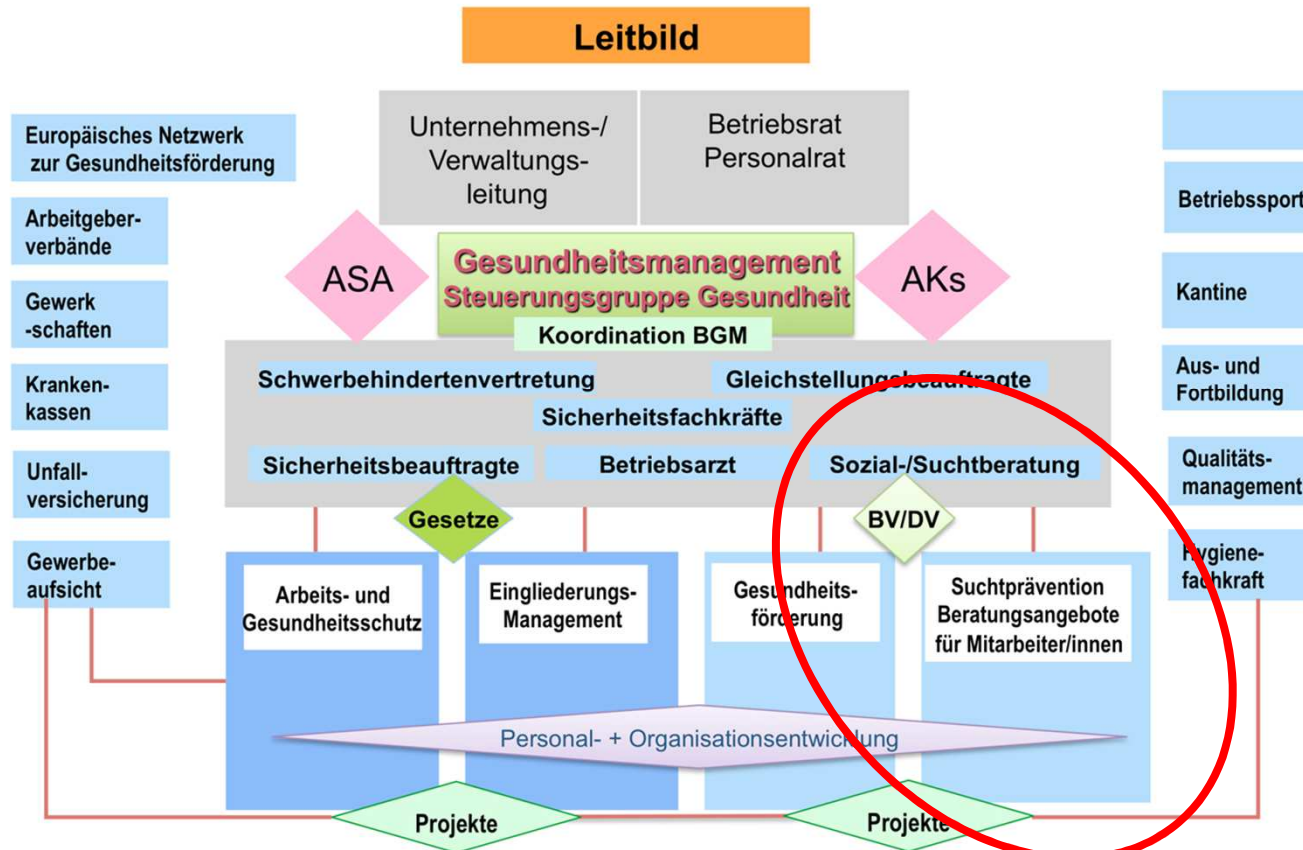 Leitbild
Unternehmens-/
Verwaltungs-
leitung
Betriebsrat
Personalrat
Europäisches Netzwerk
zur Gesundheitsförderung
Arbeitgeber-
verbände
Gewerk
-schaften
Kranken-
kassen
Unfall-
versicherung
Gewerbe-
aufsicht
ASA
Gesundheitsmanagement
Steuerungsgruppe Gesundheit
AKs
Koordination BGM
Schwerbehindertenvertretung
Gleichstellungsbeauftragte
Sicherheitsfachkräfte
Sicherheitsbeauftragte
Betriebsarzt
Sozial-/Suchtberatung
Gesetze
BV/DV
Arbeits- und
Gesundheitsschutz
Eingliederungs-
Management
Gesundheits-
förderung
Suchtprävention
Beratungsangebote
für Mitarbeiter/innen
Personal- + Organisationsentwicklung
Projekte
Projekte
Betriebssport
Kantine
Aus- und
Fortbildung
Qualitäts-
management
Hygiene-
fachkraft